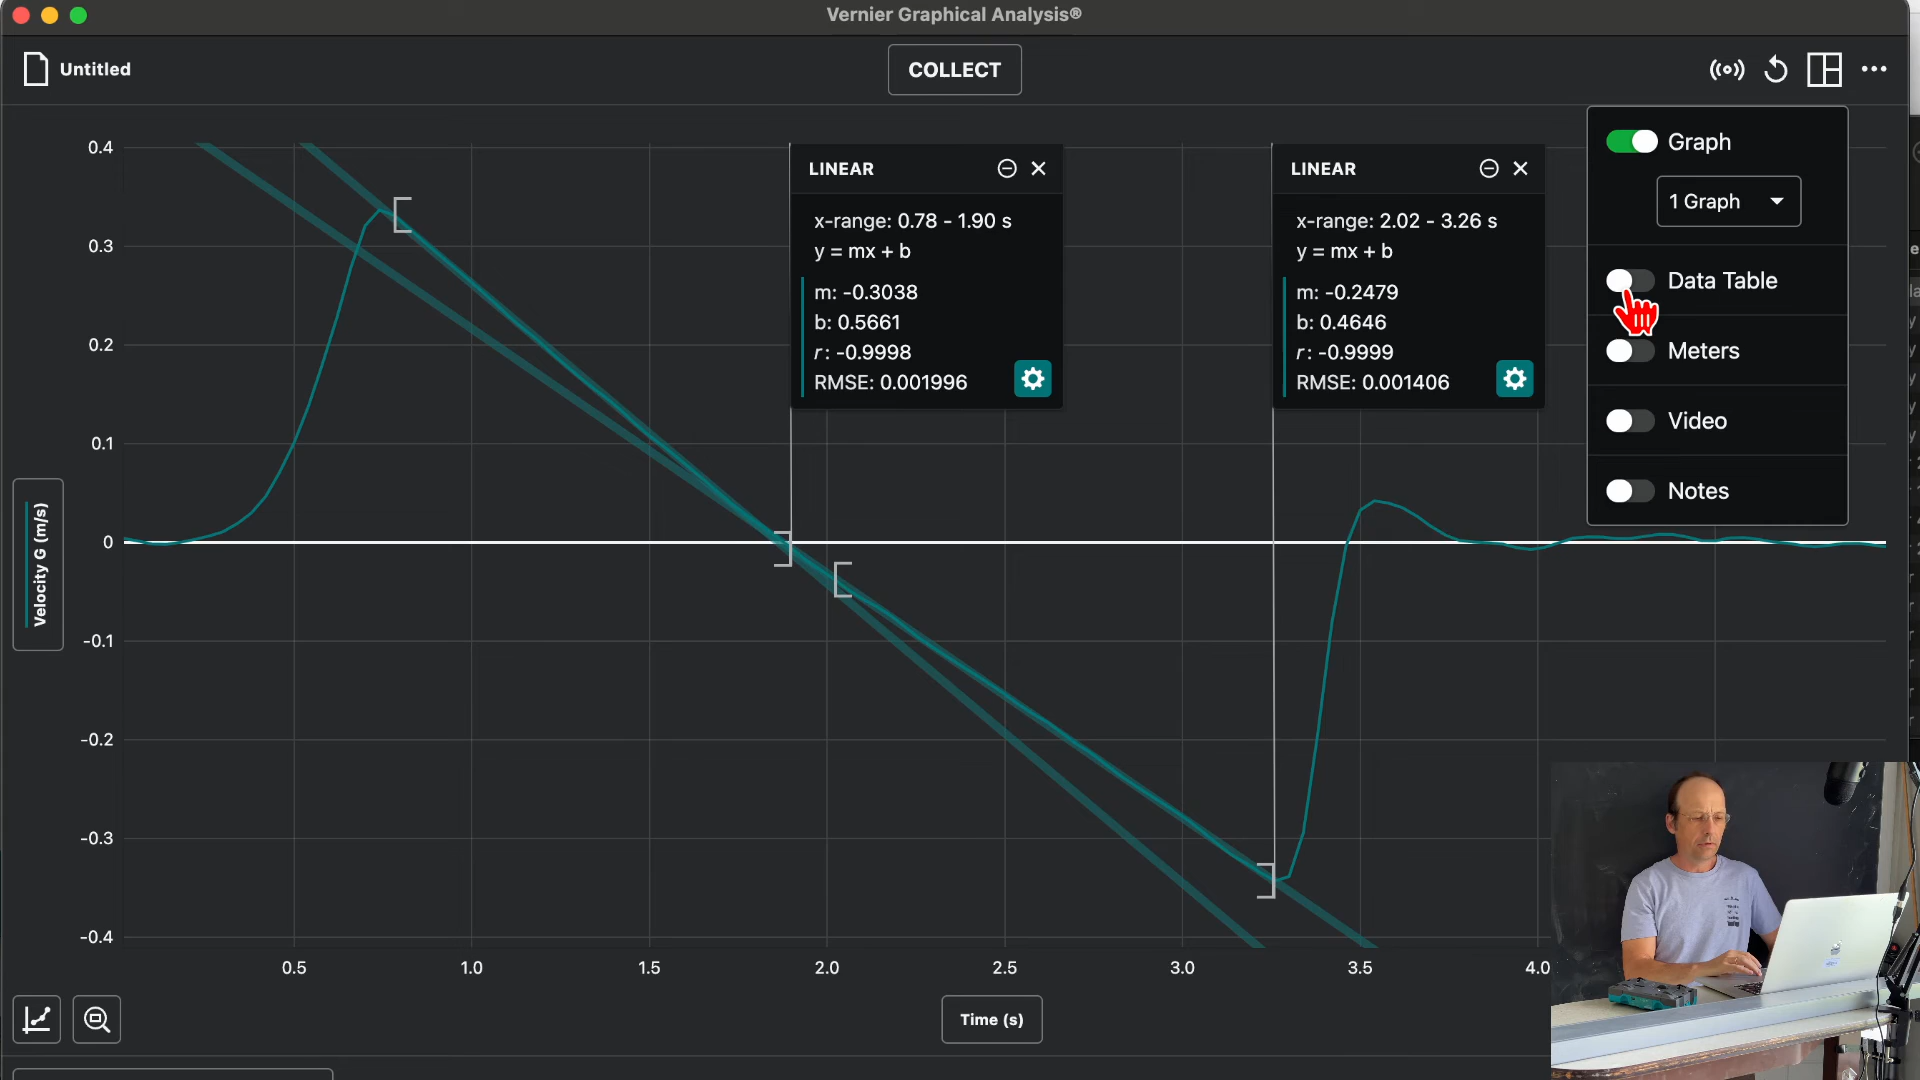 Vernier Graphical Analysis®
Untitled
COLLECT
Graph
1 Graph
Data Table
Meters
Video
Notes
LINEAR
x-range: 0.78 - 1.90 s
y = mx + b
m: -0.3038
b: 0.5661
r: -0.9998
RMSE: 0.001996
LINEAR
x-range: 2.02 - 3.26 s
y = mx + b
m: -0.2479
b: 0.4646
r: -0.9999
RMSE: 0.001406
Velocity G (m/s)
0.4
0.3
0.2
0.1
0
-0.1
-0.2
-0.3
-0.4
0.5
1.0
1.5
2.0
2.5
3.0
3.5
4.0
Time (s)